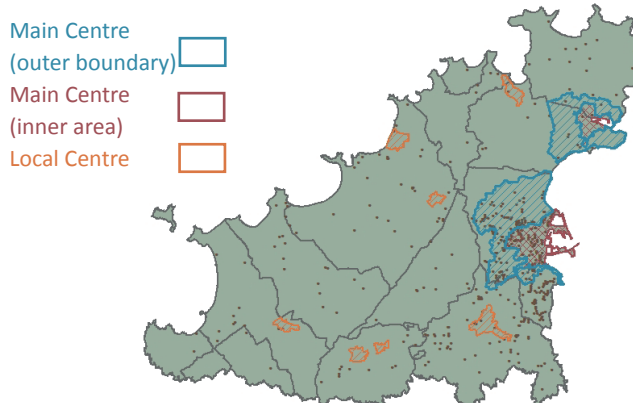 Main Centre
(outer boundary)
Main Centre
(inner area)
Local Centre